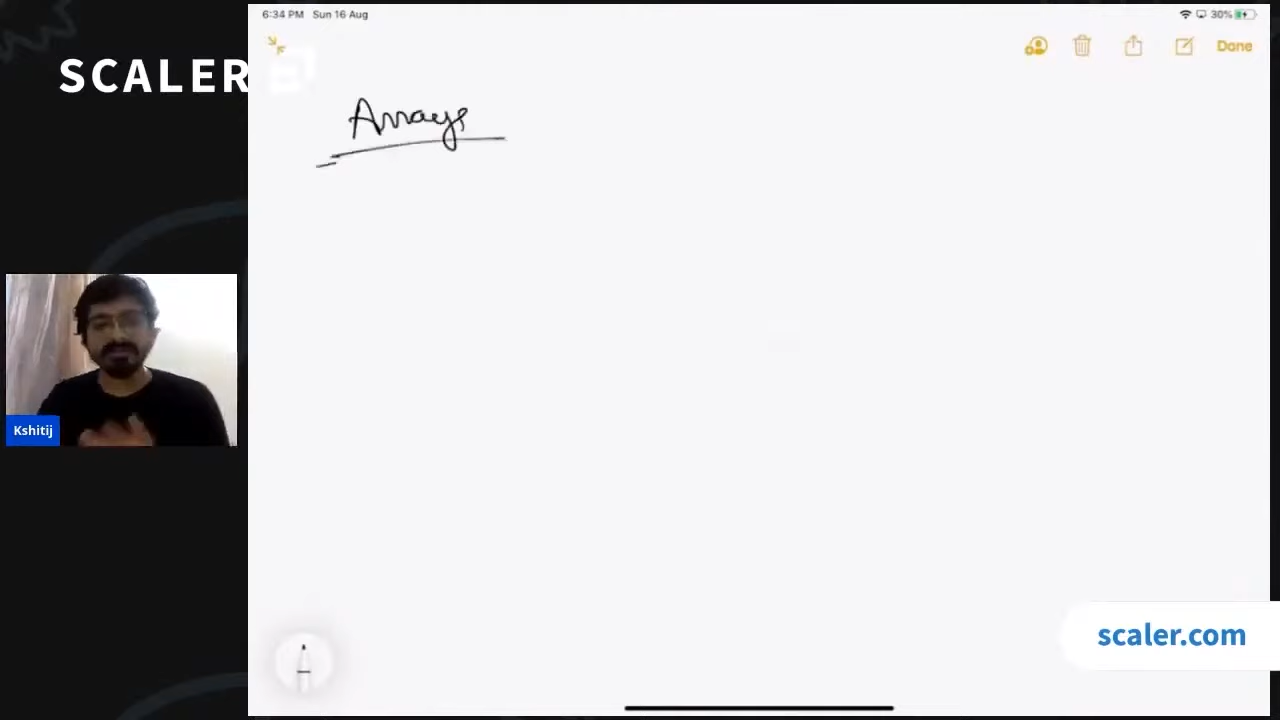 6:34 PM Sun 16 Aug
30%
SCALER
Done
Arrays
Kshitij
scaler.com